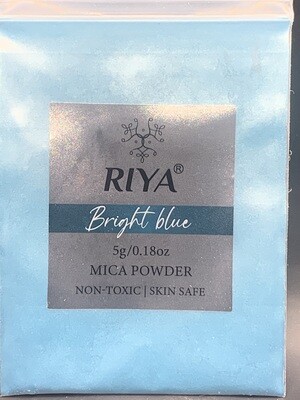 RIYA®
Bright blue
5g/0.18oz
MICA POWDER
NON-TOXIC | SKIN SAFE